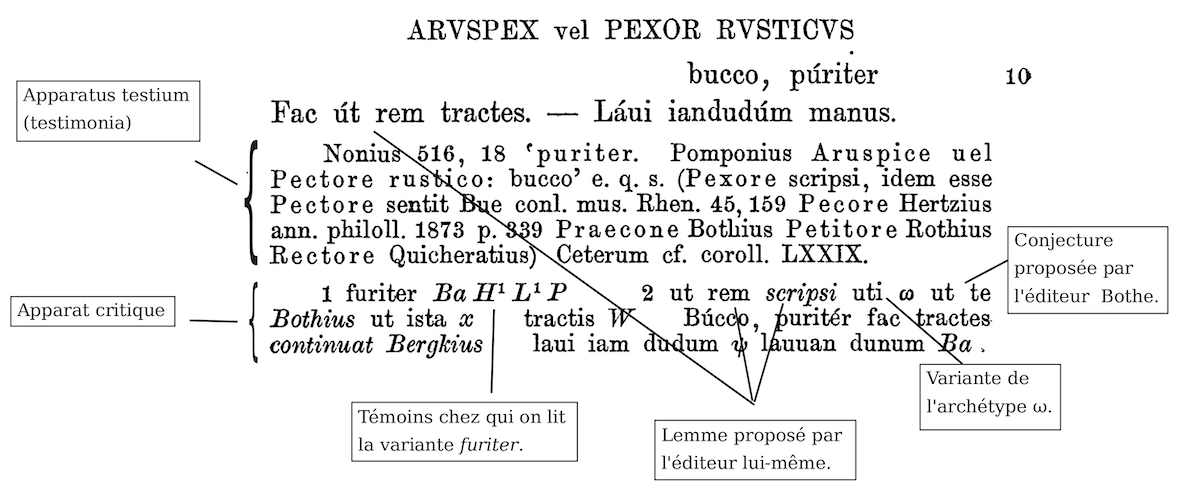 ARVSPEX vel PEXOR RVSTICVS
bucco, púriter 10
Fac út rem tractes. — Láui iandudúm manus.
Apparatus testium
(testimonia)
Nonius 516, 18 ‘puriter. Pomponius Aruspice uel
Pectore rustico: bucco’ e. q. s. (Pexore scripsi, idem esse
Pectore sentit Bue conl. mus. Rhen. 45, 159 Pecore Hertzius
ann. philoll. 1873 p. 339 Praecone Bothius Petitore Rothius
Rectore Quicheratius) Ceterum cf. coroll. LXXIX.
Conjecture
proposée par
l'éditeur Bothe.
Apparat critique
1 furiter Ba H¹ L¹ P 2 ut rem scripsi uti ω ut te
Bothius ut ista x tractis W Búcco, puritér fac tractes
continuat Bergkius laui iam dudum ψ lauuan dunum Ba .
Variante de
l'archétype ω.
Témoins chez qui on lit
la variante furiter.
Lemme proposé par
l'éditeur lui-même.